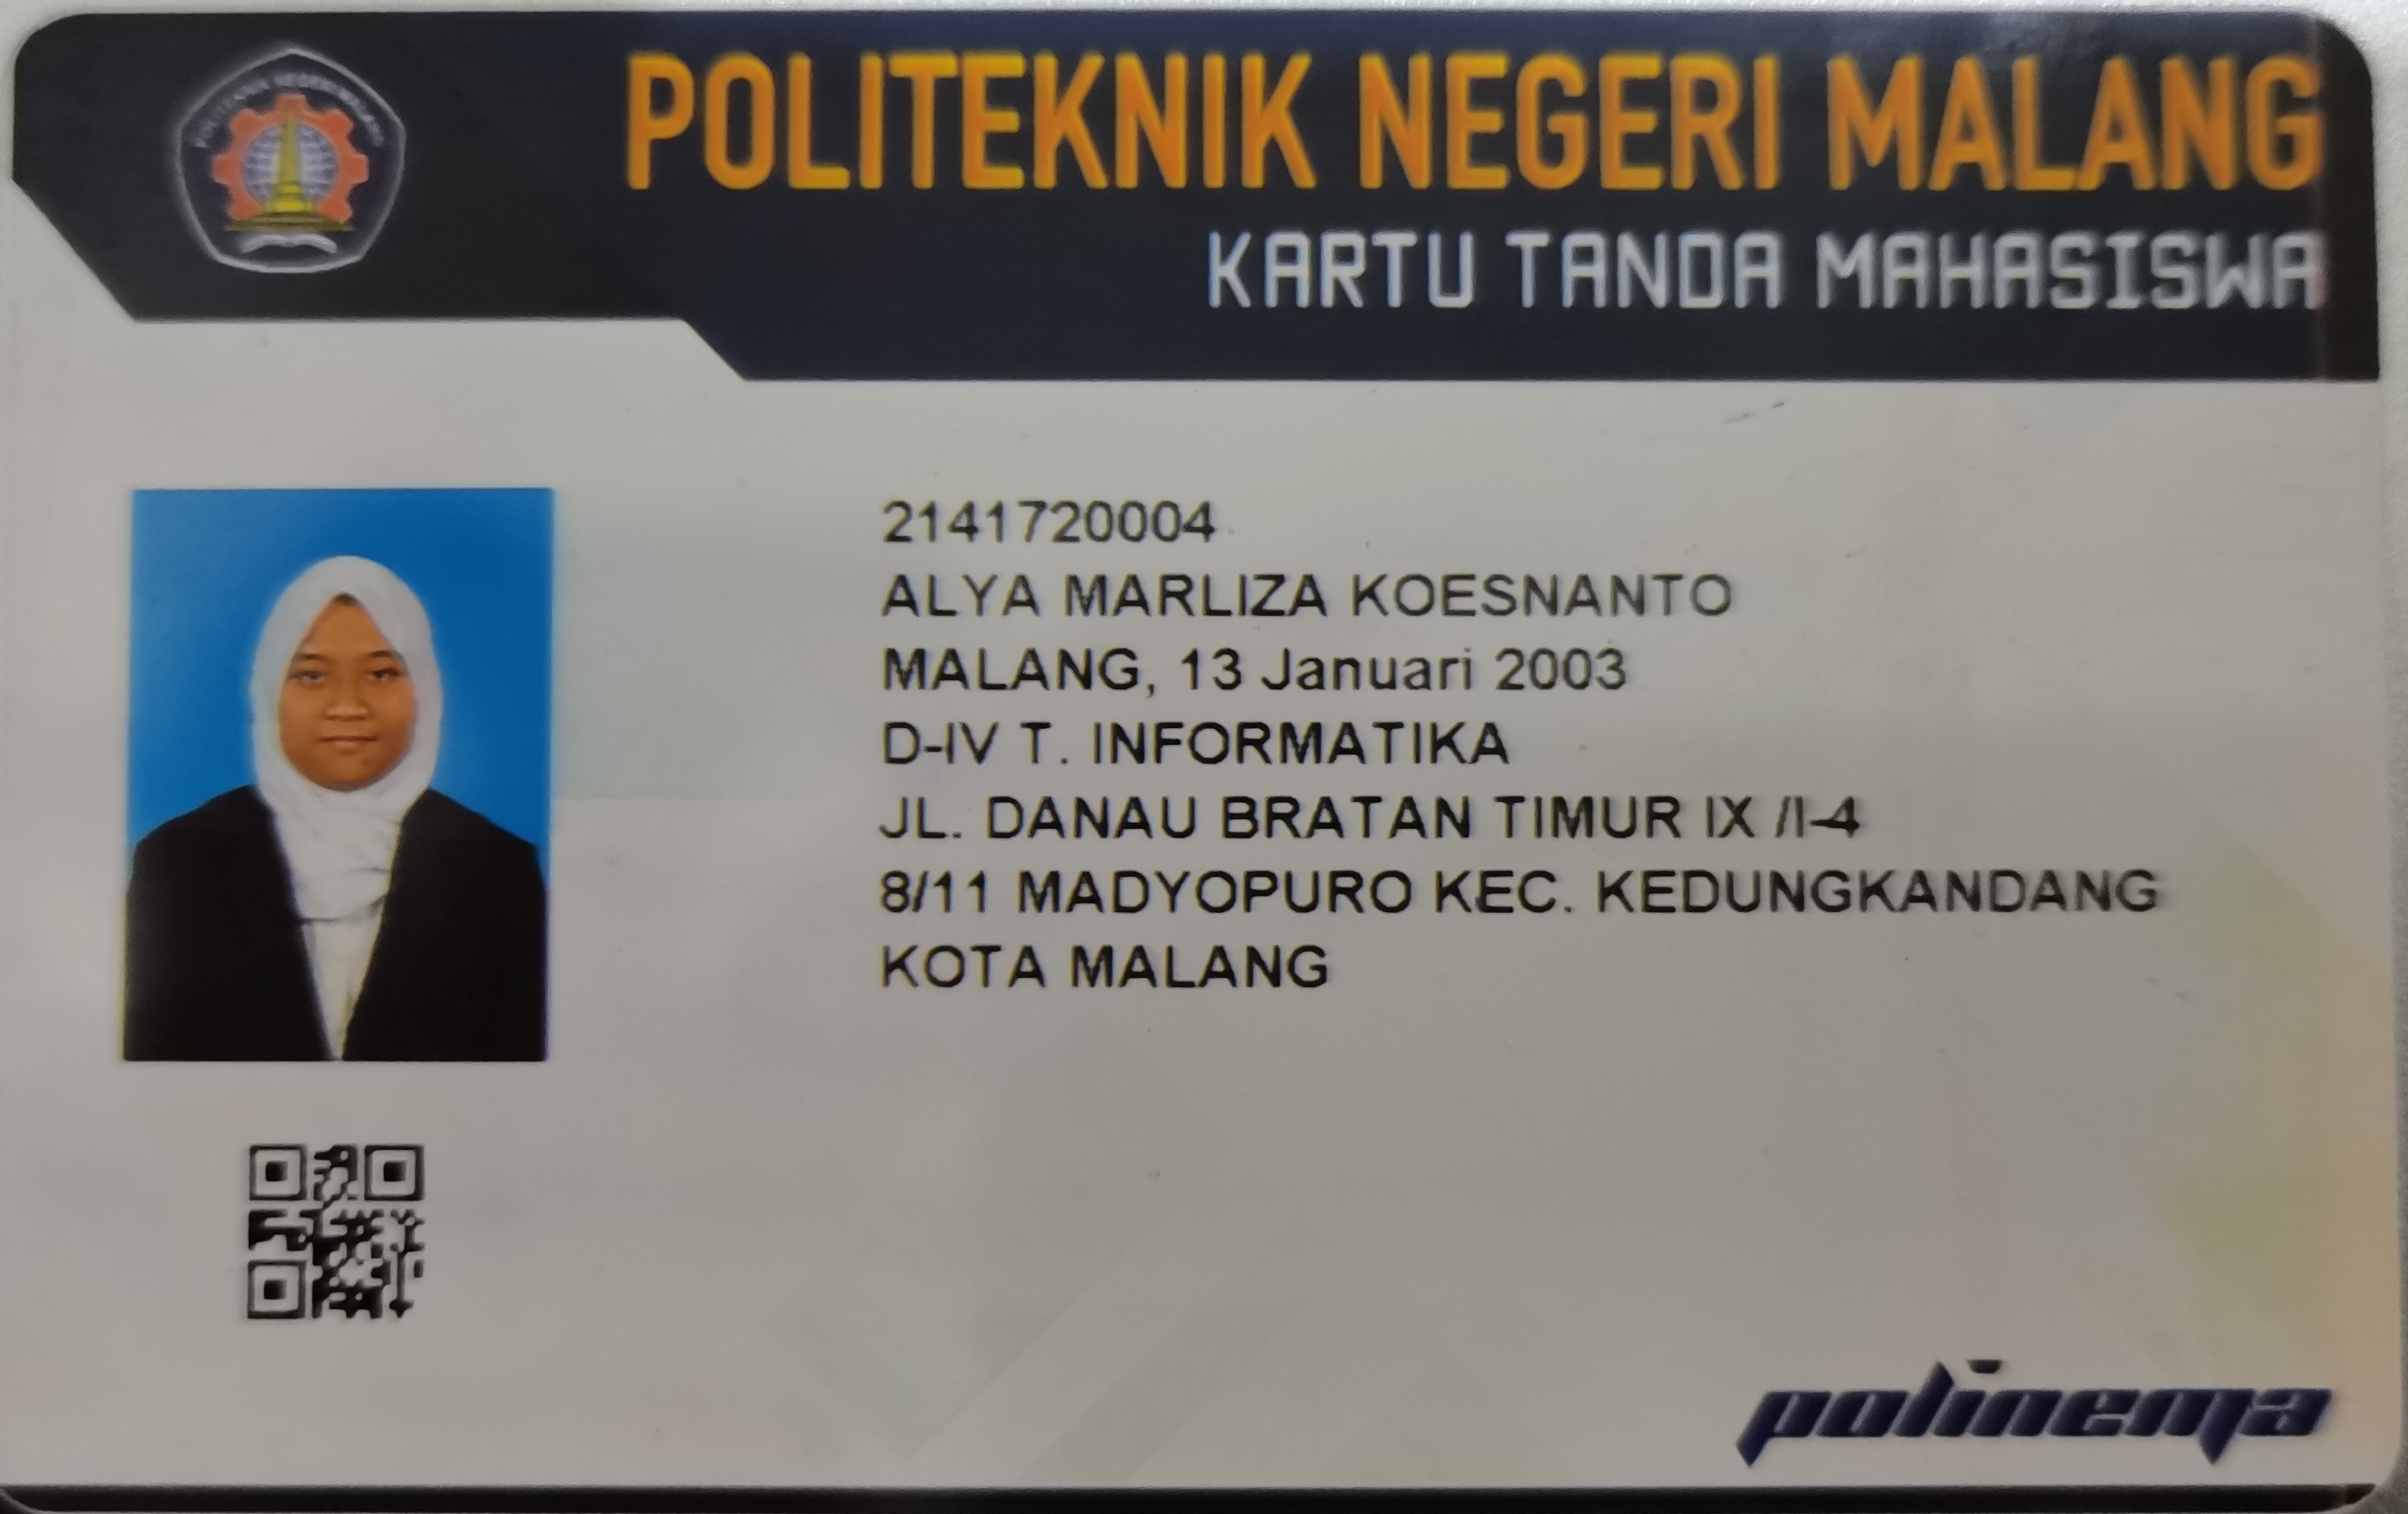 POLITEKNIK NEGERI MALANG
KARTU TANDA MAHASISWA
POLITEKNIK NEGERI MALANG
2141720004
ALYA MARLIZA KOESNANTO
MALANG, 13 Januari 2003
D-IV T. INFORMATIKA
JL. DANAU BRATAN TIMUR IX /I-4
8/11 MADYOPURO KEC. KEDUNGKANDANG
KOTA MALANG
polinema